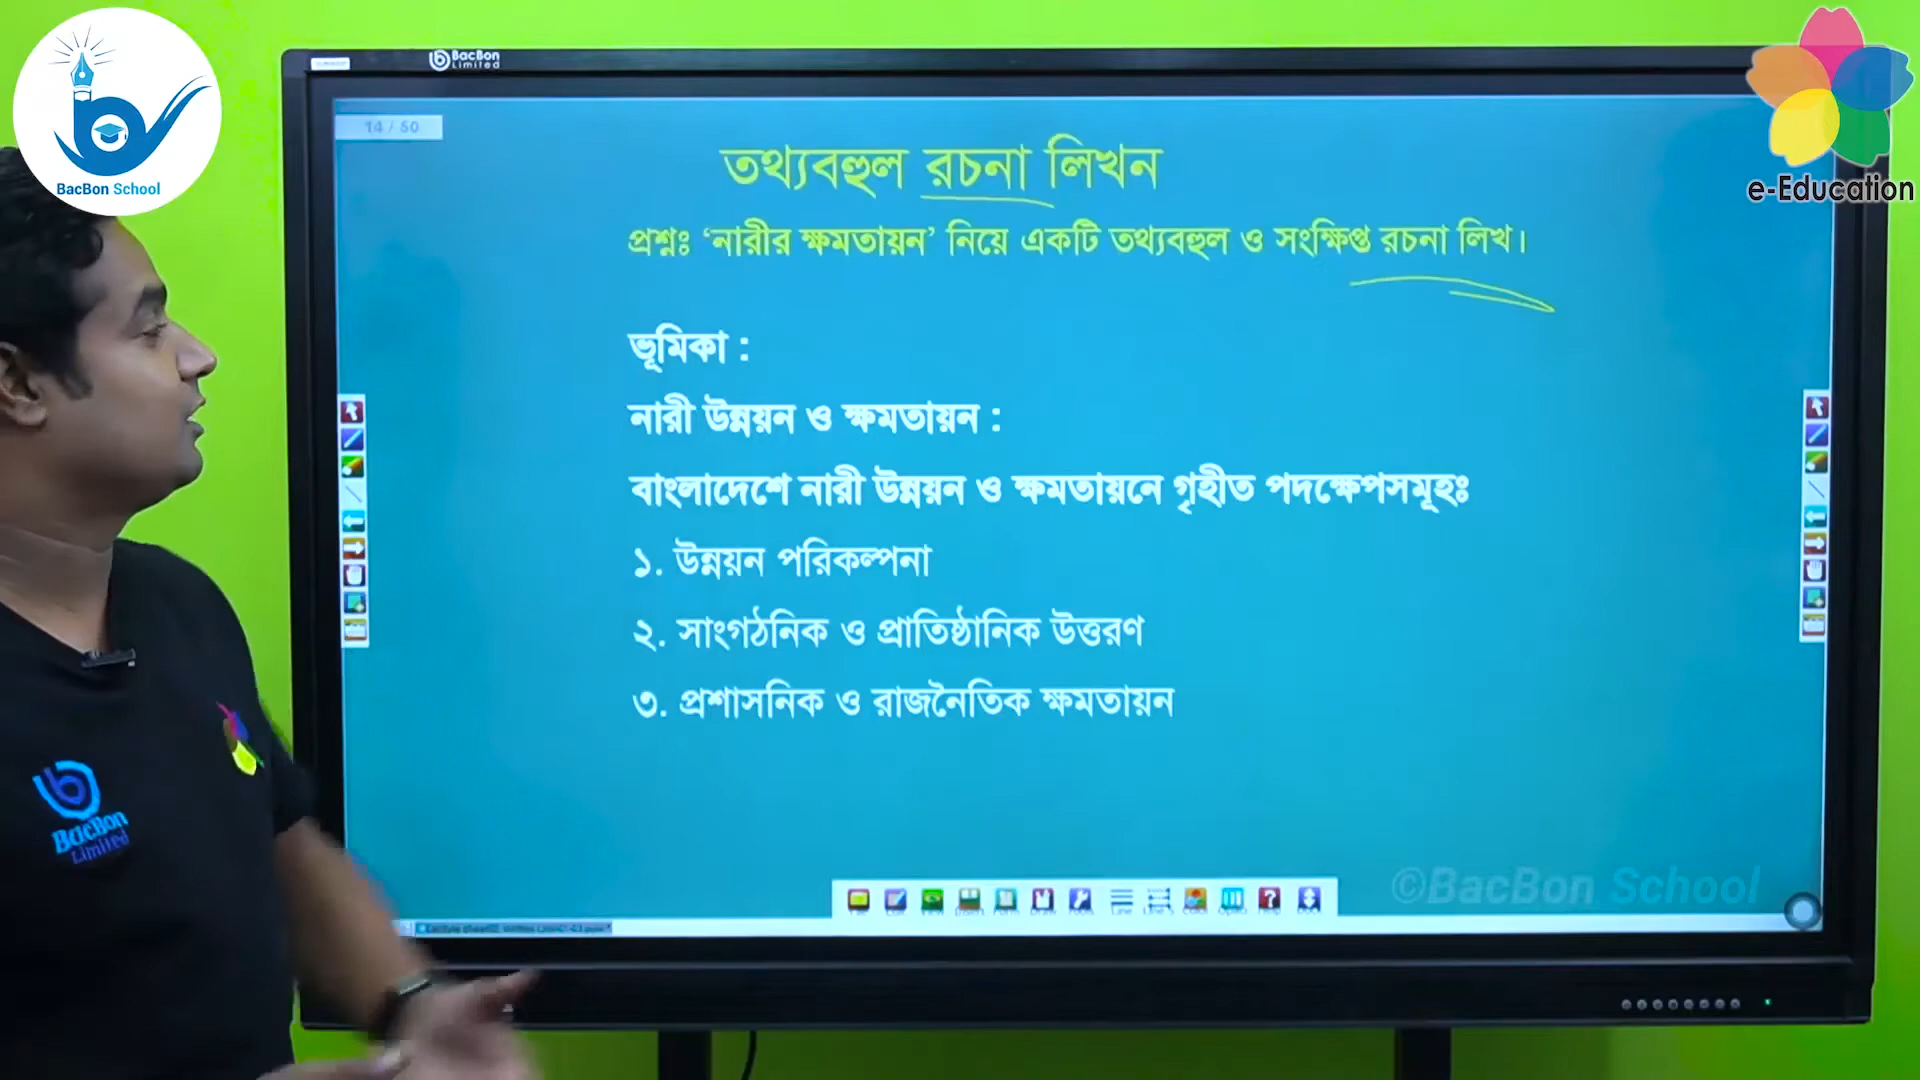 BacBon School
BacBon
Limited
e-Education
14 / 50
তথ্যবহুল রচনা লিখন
প্রশ্নঃ ‘নারীর ক্ষমতায়ন’ নিয়ে একটি তথ্যবহুল ও সংক্ষিপ্ত রচনা লিখ।
ভূমিকা :
নারী উন্নয়ন ও ক্ষমতায়ন :
বাংলাদেশে নারী উন্নয়ন ও ক্ষমতায়নে গৃহীত পদক্ষেপসমূহঃ
১. উন্নয়ন পরিকল্পনা
২. সাংগঠনিক ও প্রাতিষ্ঠানিক উত্তরণ
৩. প্রশাসনিক ও রাজনৈতিক ক্ষমতায়ন
BacBon
Limited
©BacBon School